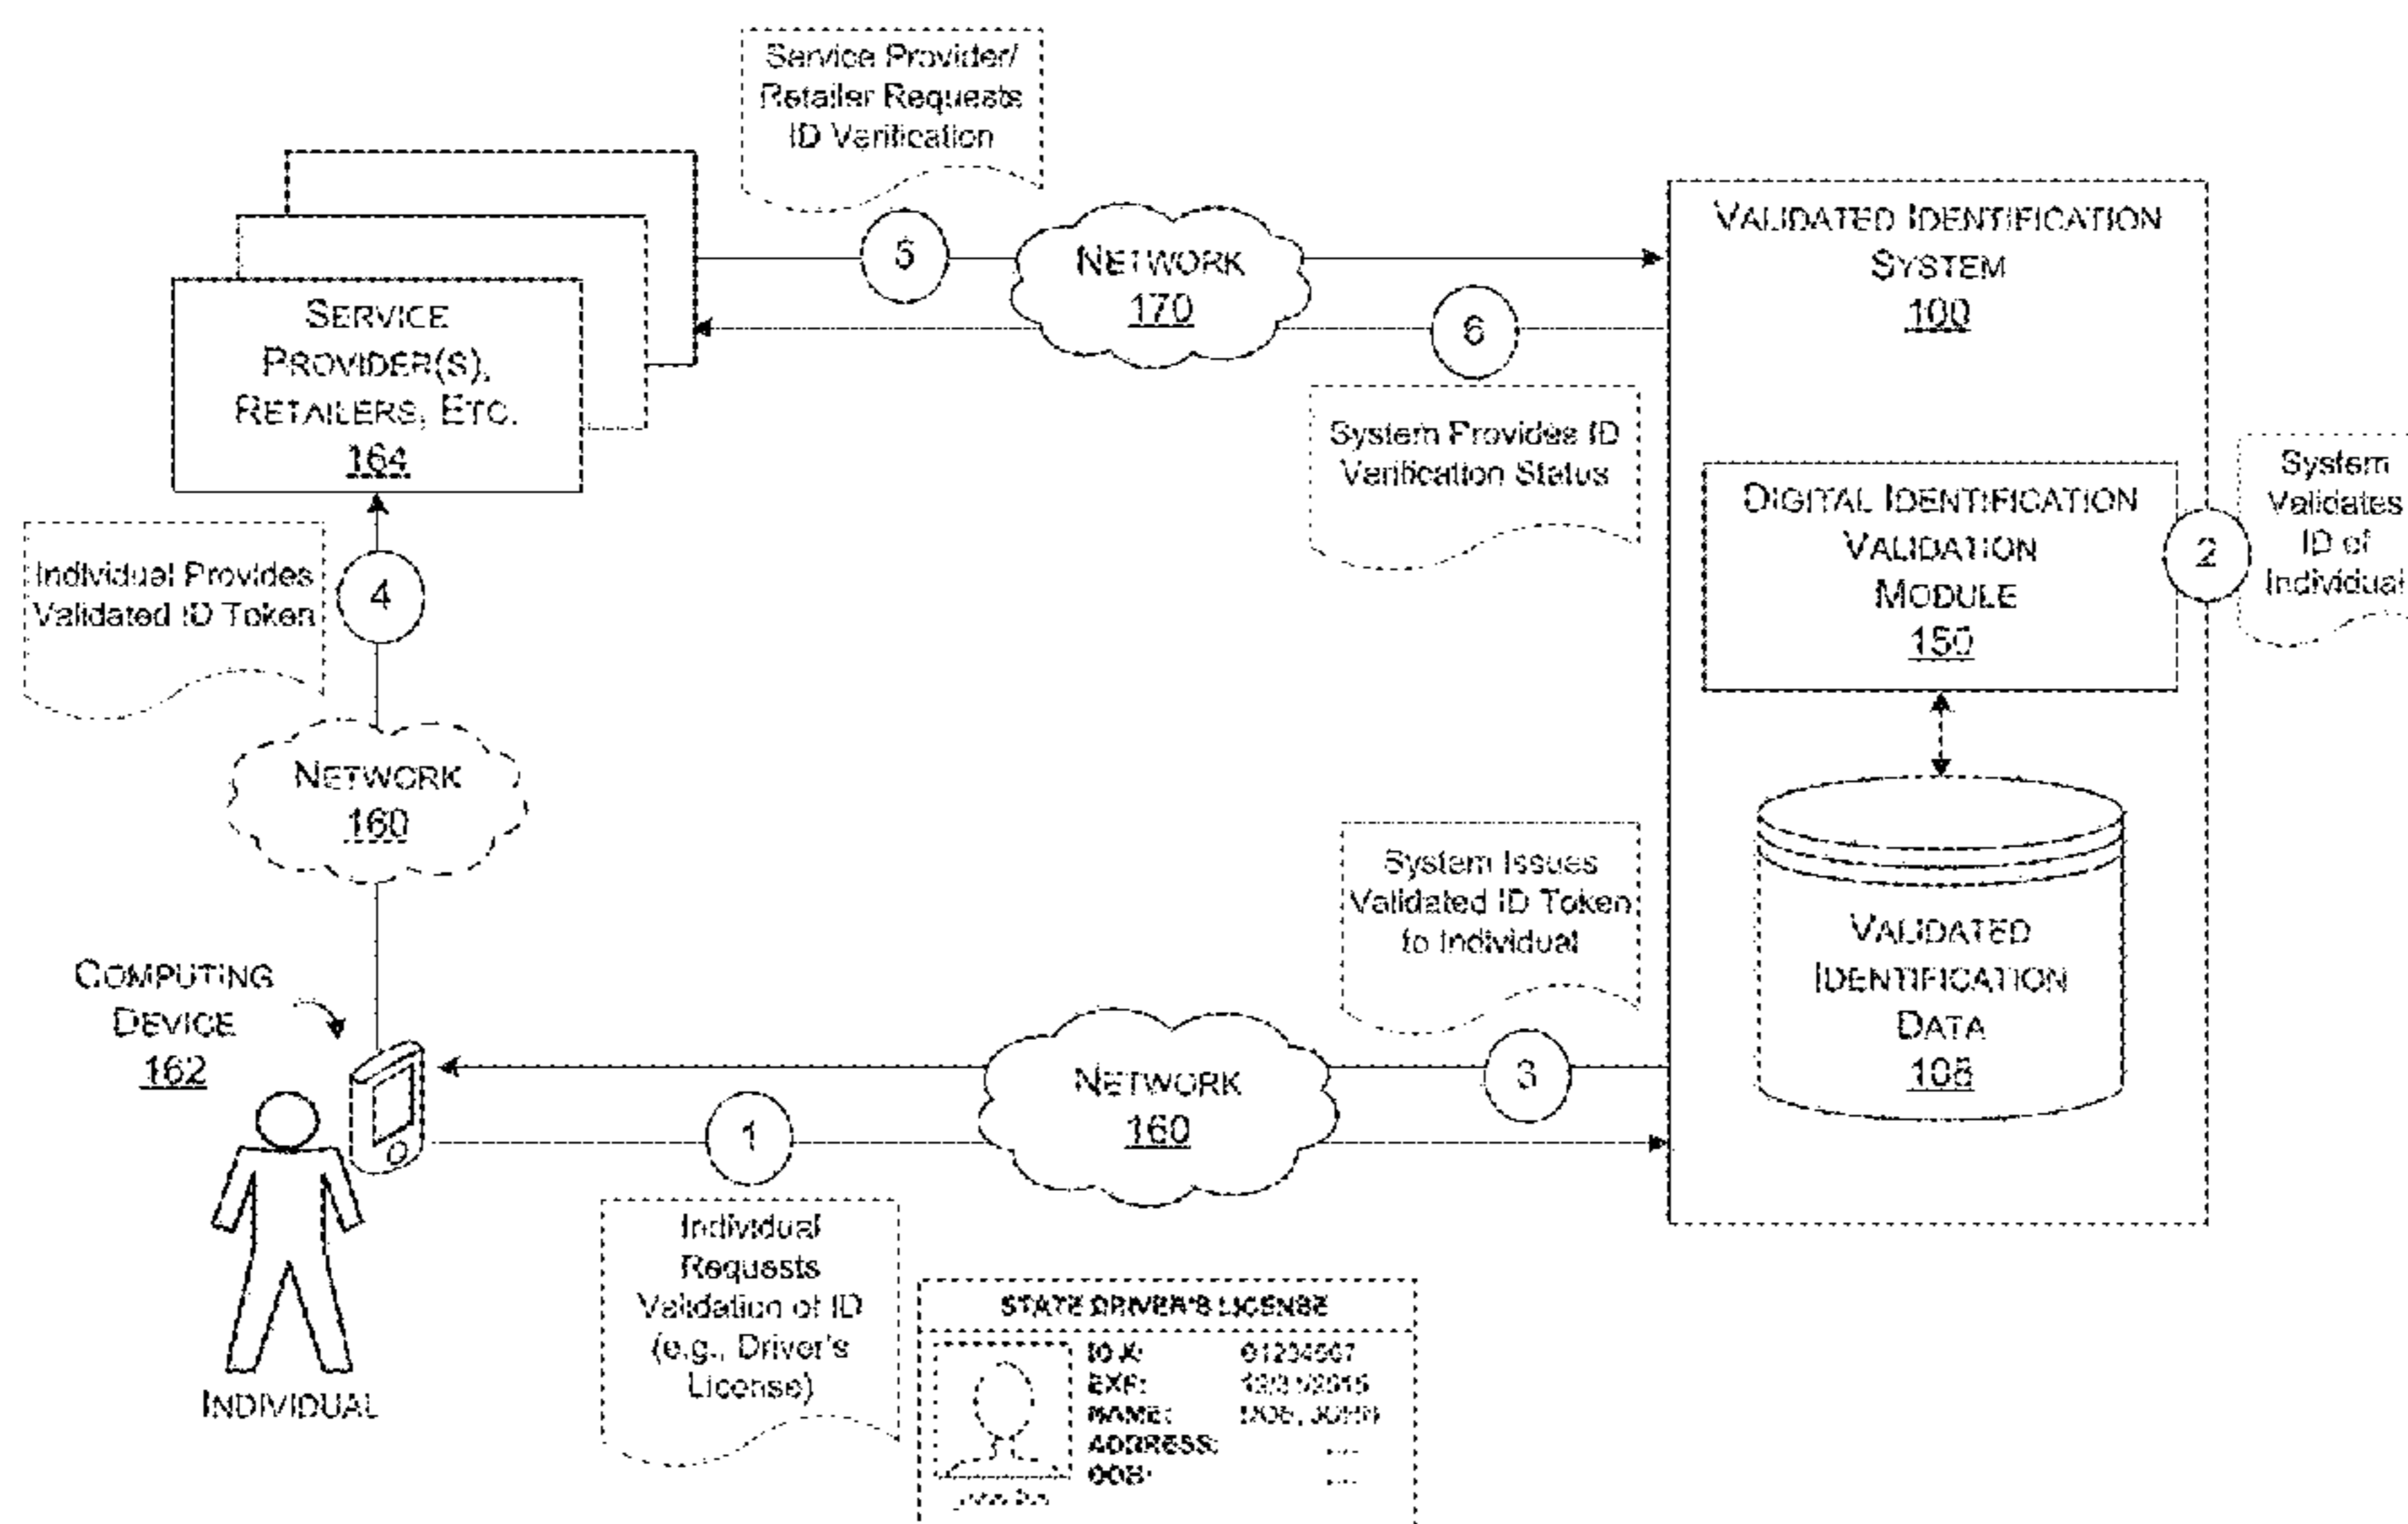 Service Provider/
Retailer Requests
ID Verification
SERVICE
PROVIDER(S),
RETAILERS, ETC.
164
5
NETWORK
170
6
System Provides ID
Verification Status
VALIDATED IDENTIFICATION
SYSTEM
100
DIGITAL IDENTIFICATION
VALIDATION
MODULE
150
2
System
Validates
ID of
Individual
Individual Provides
Validated ID Token
4
NETWORK
160
VALIDATED
IDENTIFICATION
DATA
System Issues
Validated ID Token
to Individual
3
COMPUTING
DEVICE
162
NETWORK
160
1
Individual
Requests
Validation of ID
(e.g., Driver's
License)
INDIVIDUAL
STATE DRIVER'S LICENSE
ID #: 01234567
EXP:
NAME: DOE, JOHN
ADDRESS: ....
DOB: ....